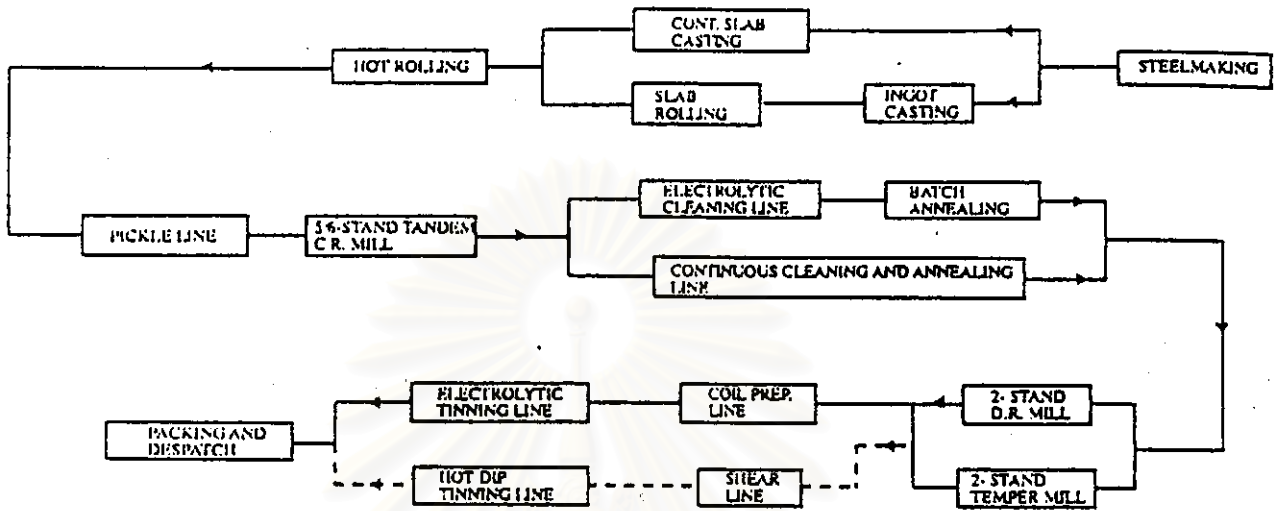 CONT. SLAB
CASTING
HOT ROLLING
STEELMAKING
SLAB
ROLLING
INGOT
CASTING
ELECTROLYTIC
CLEANING LINE
BATCH
ANNEALING
PICKLE LINE
5/6-STAND TANDEM
C.R. MILL
CONTINUOUS CLEANING AND ANNEALING
LINE
ELECTROLYTIC
TINNING LINE
COIL PREP.
LINE
2- STAND
D.R. MILL
PACKING AND
DESPATCH
HOT DIP
TINNING LINE
SHEAR
LINE
2- STAND
TEMPER MILL